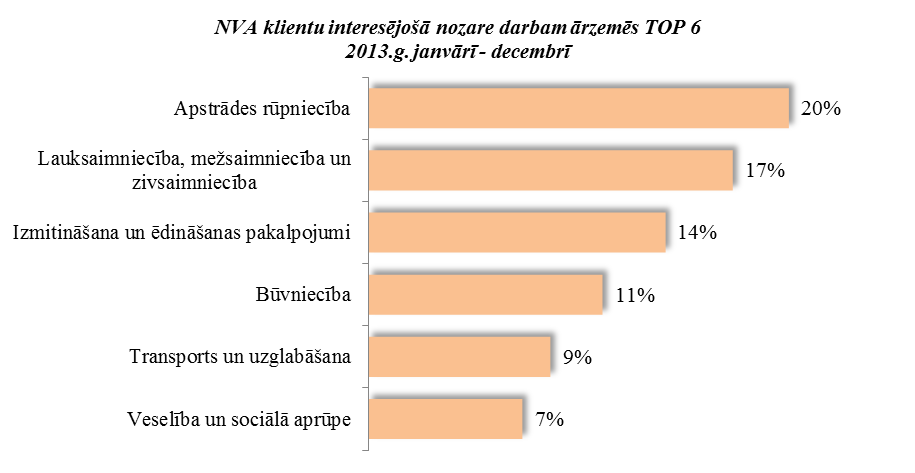 NVA klientu interesējošā nozare darbam ārzemēs TOP 6
2013.g. janvārī - decembrī
Apstrādes rūpniecība
20%
Lauksaimniecība, mežsaimniecība un
zivsaimniecība
17%
Izmitināšana un ēdināšanas pakalpojumi
14%
Būvniecība
11%
Transports un uzglabāšana
9%
Veselība un sociālā aprūpe
7%